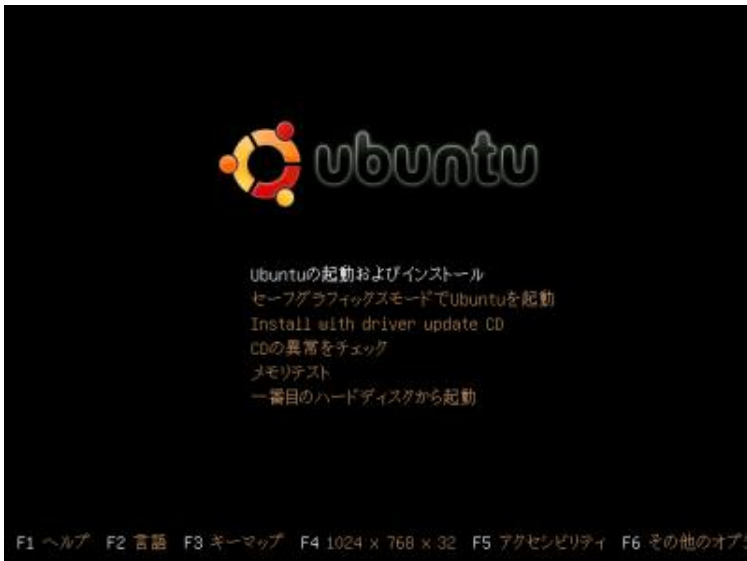 ubuntu
Ubuntuの起動およびインストール
セーフグラフィックスモードでUbuntuを起動
Install with driver update CD
CDの異常をチェック
メモリテスト
一番目のハードディスクから起動
F1 ヘルプ F2 言語 F3 キーマップ F4 1024 x 768 x 32 F5 アクセシビリティ F6 その他のオプ